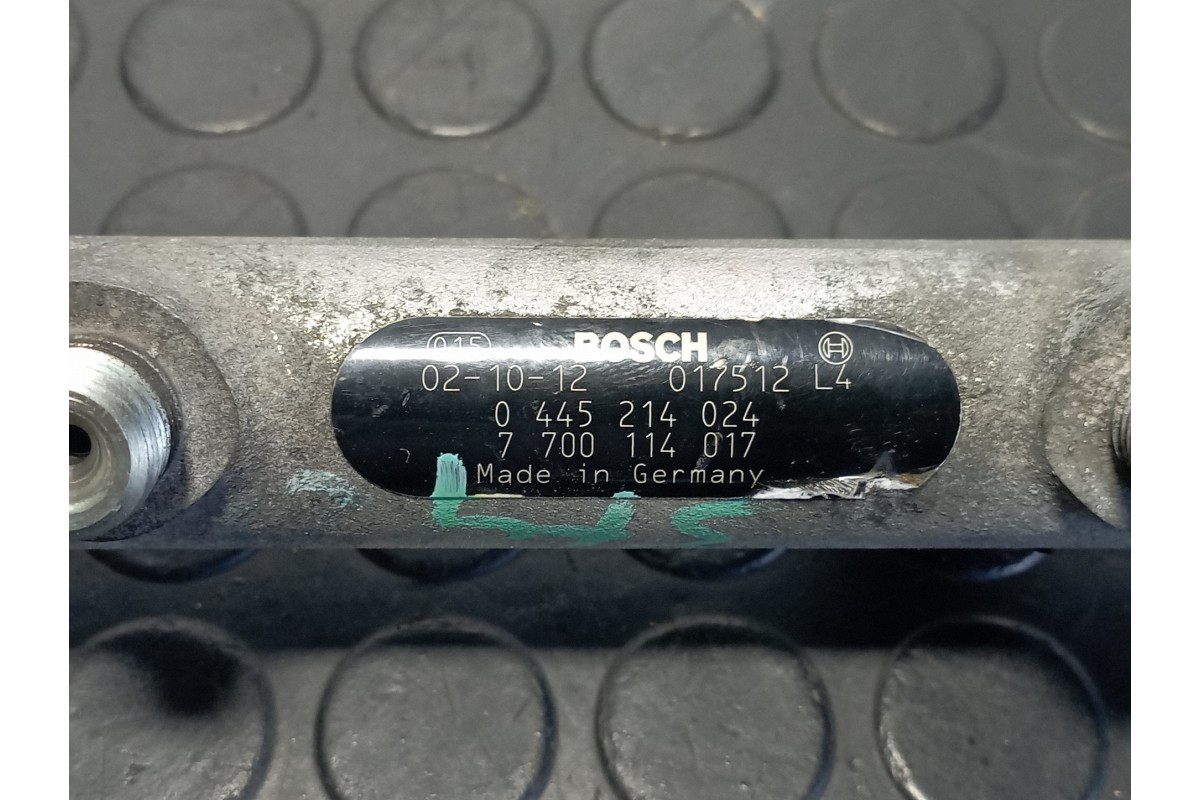 015 BOSCH
02-10-12 017512 L4
0 445 214 024
7 700 114 017
Made in Germany